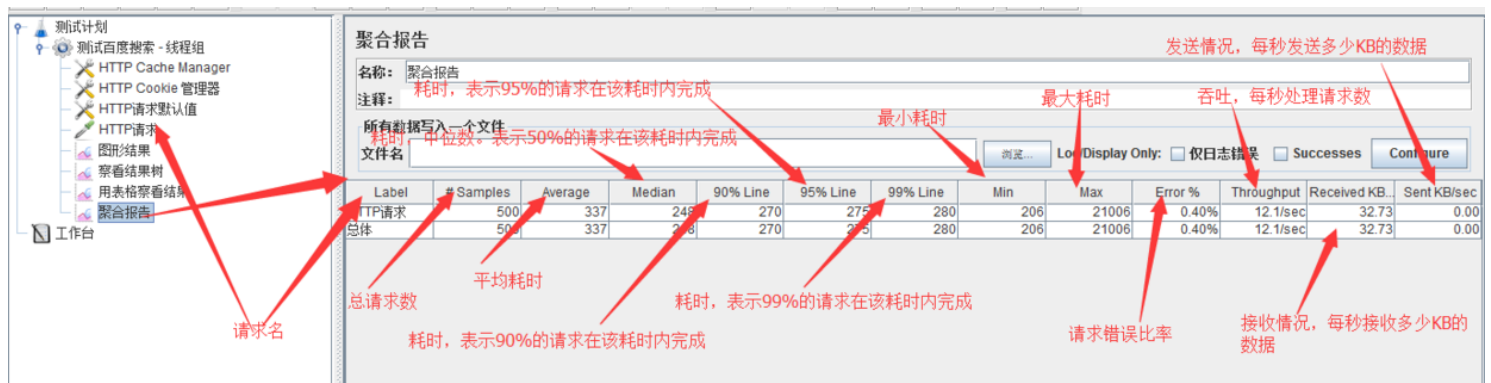 测试计划
测试百度搜索 - 线程组
HTTP Cache Manager
HTTP Cookie 管理器
HTTP请求默认值
HTTP请求
图形结果
察看结果树
用表格察看结果
聚合报告
工作台
请求名
聚合报告
发送情况，每秒发送多少KB的数据
名称： 聚合报告
耗时，表示95%的请求在该耗时内完成
注释：
最大耗时
吞吐，每秒处理请求数
所有数据写入一个文件
最小耗时
耗时，中位数。表示50%的请求在该耗时内完成
文件名 浏览... Log/Display Only: 仅日志错误 Successes Configure
Label # Samples Average Median 90% Line 95% Line 99% Line Min Max Error % Throughput Received KB... Sent KB/sec
HTTP请求 500 337 248 270 275 280 206 21006 0.40% 12.1/sec 32.73 0.00
总体 500 337 248 270 275 280 206 21006 0.40% 12.1/sec 32.73 0.00
平均耗时
总请求数
耗时，表示99%的请求在该耗时内完成
耗时，表示90%的请求在该耗时内完成
请求错误比率
接收情况，每秒接收多少KB的
数据